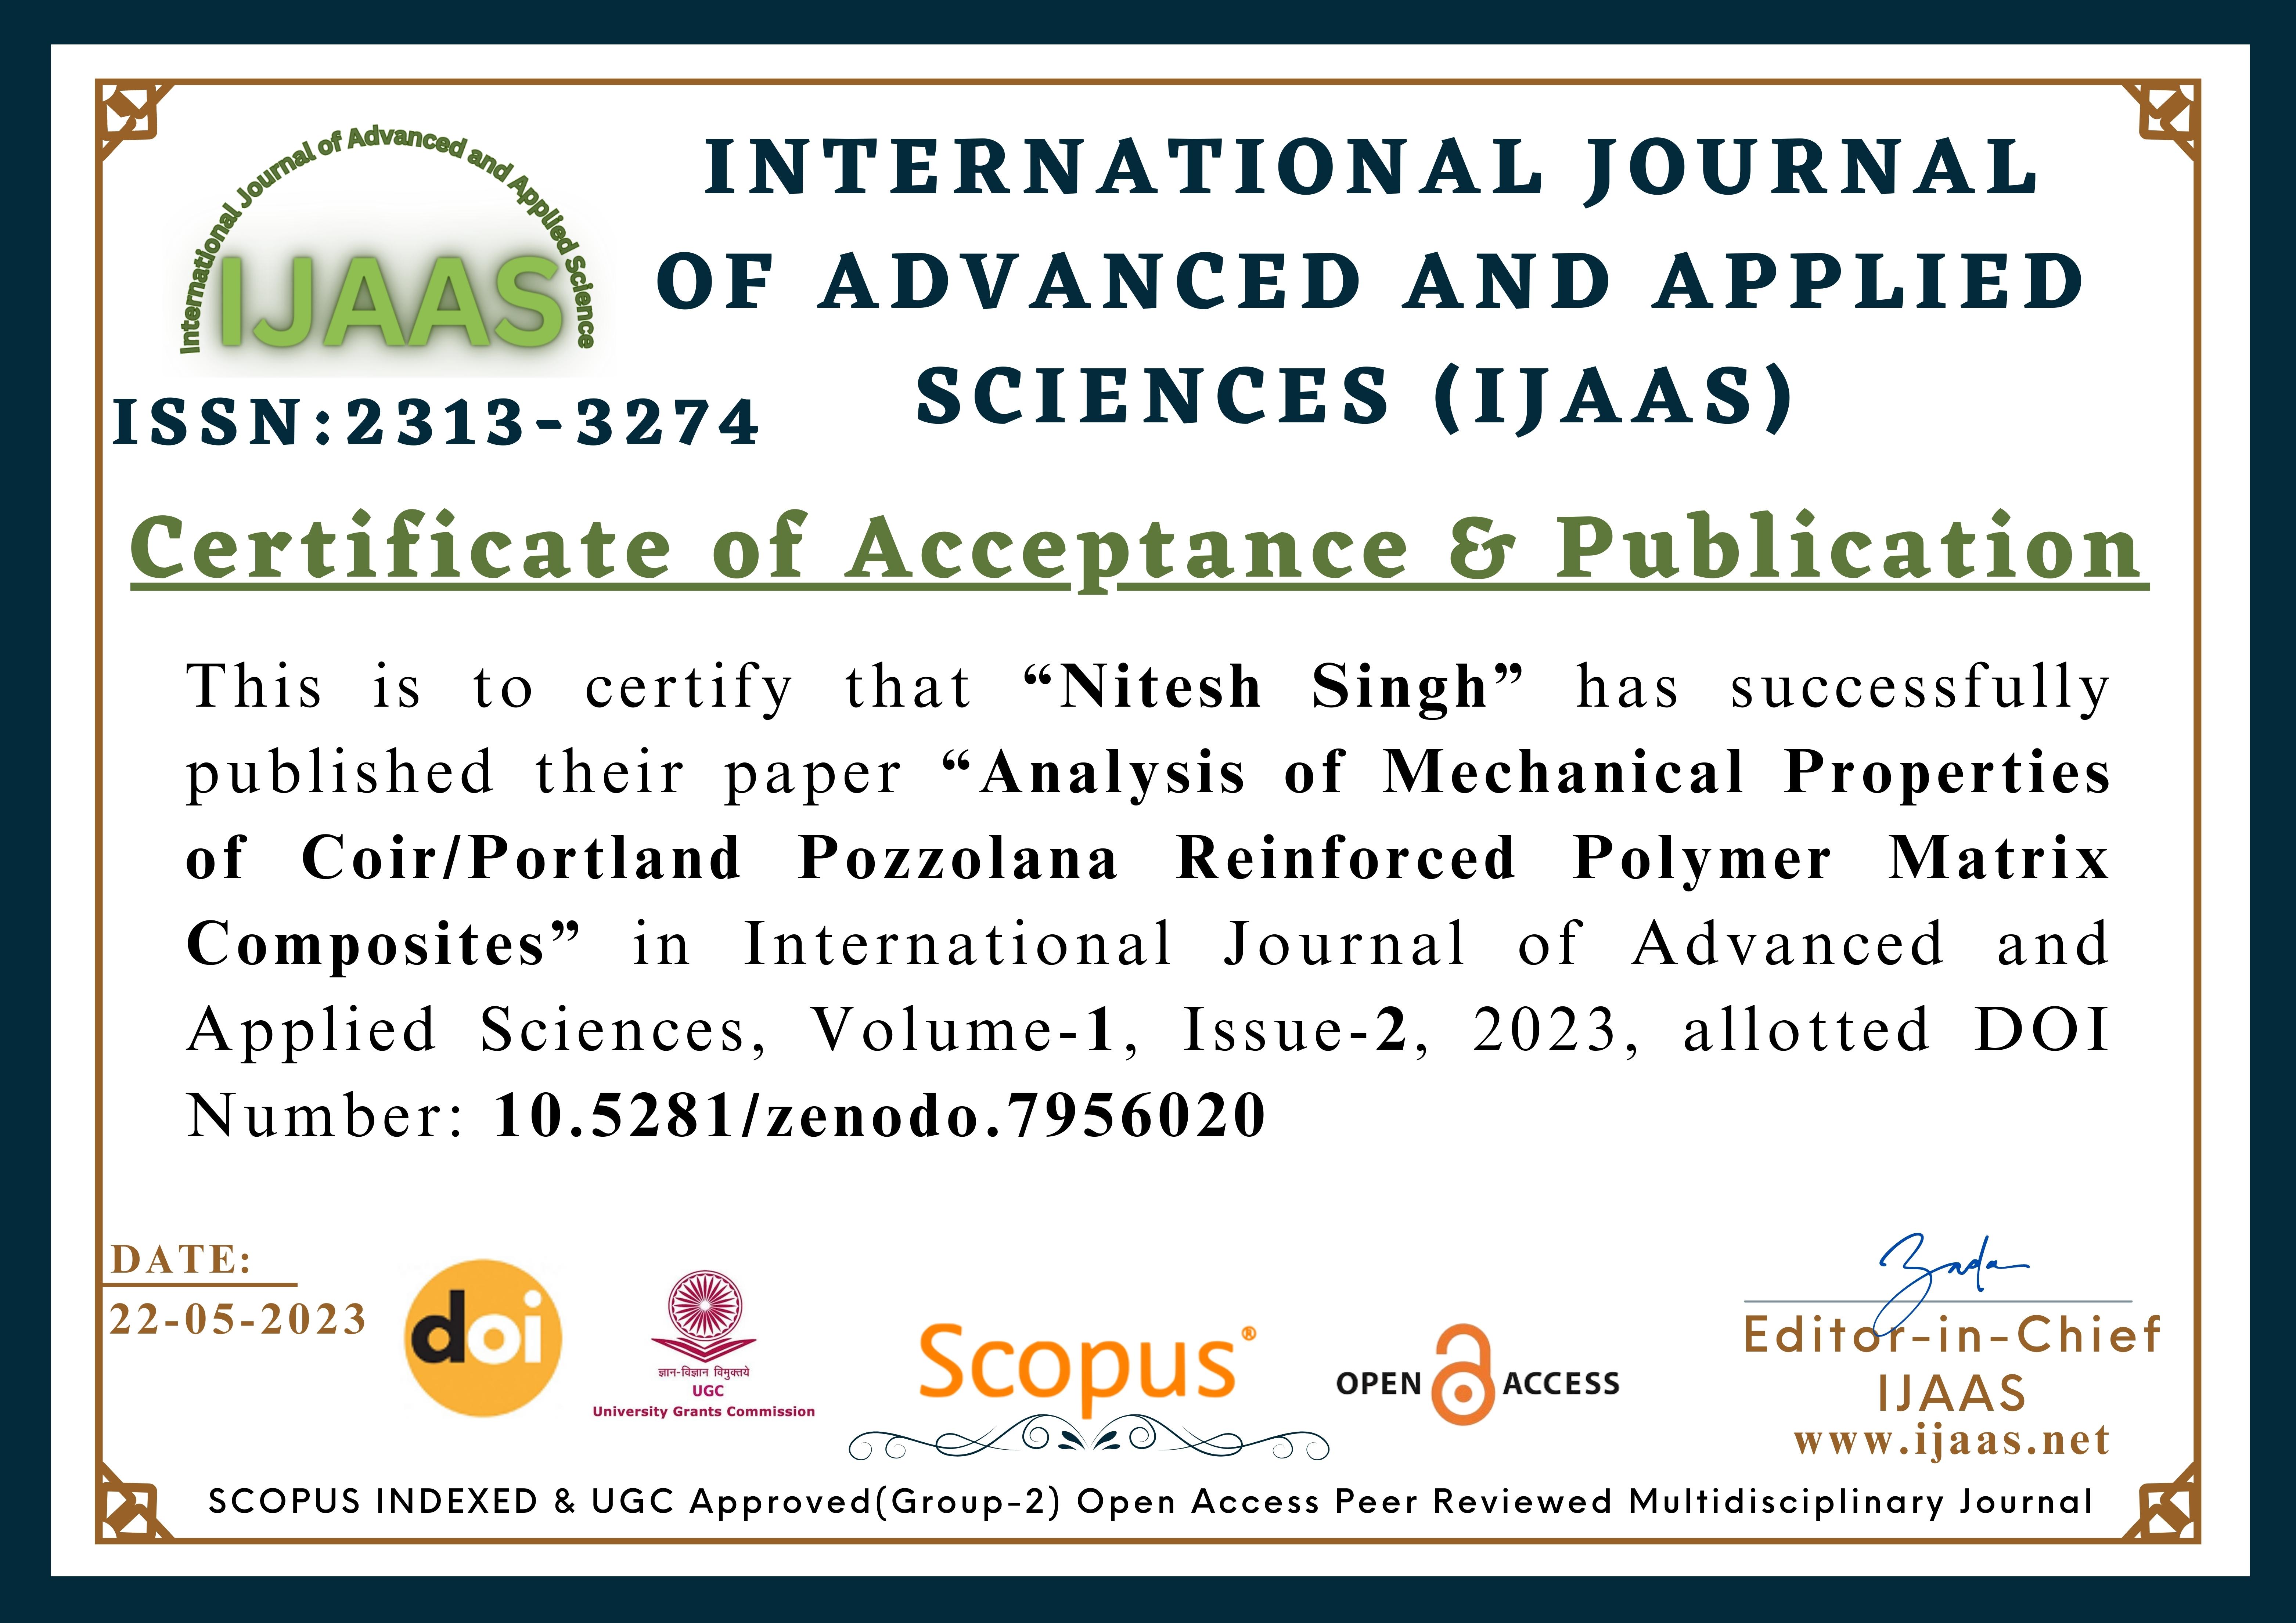 International Journal of Advanced and Applied Science
IJAAS
ISSN:2313-3274
INTERNATIONAL JOURNAL
OF ADVANCED AND APPLIED
SCIENCES (IJAAS)
Certificate of Acceptance & Publication
This is to certify that “Nitesh Singh” has successfully
published their paper “Analysis of Mechanical Properties
of Coir/Portland Pozzolana Reinforced Polymer Matrix
Composites” in International Journal of Advanced and
Applied Sciences, Volume-1, Issue-2, 2023, allotted DOI
Number: 10.5281/zenodo.7956020
DATE:
22-05-2023
doi
ज्ञान-विज्ञान विमुक्तये
UGC
University Grants Commission
Scopus®
OPEN ACCESS
Editor-in-Chief
IJAAS
www.ijaas.net
SCOPUS INDEXED & UGC Approved(Group-2) Open Access Peer Reviewed Multidisciplinary Journal